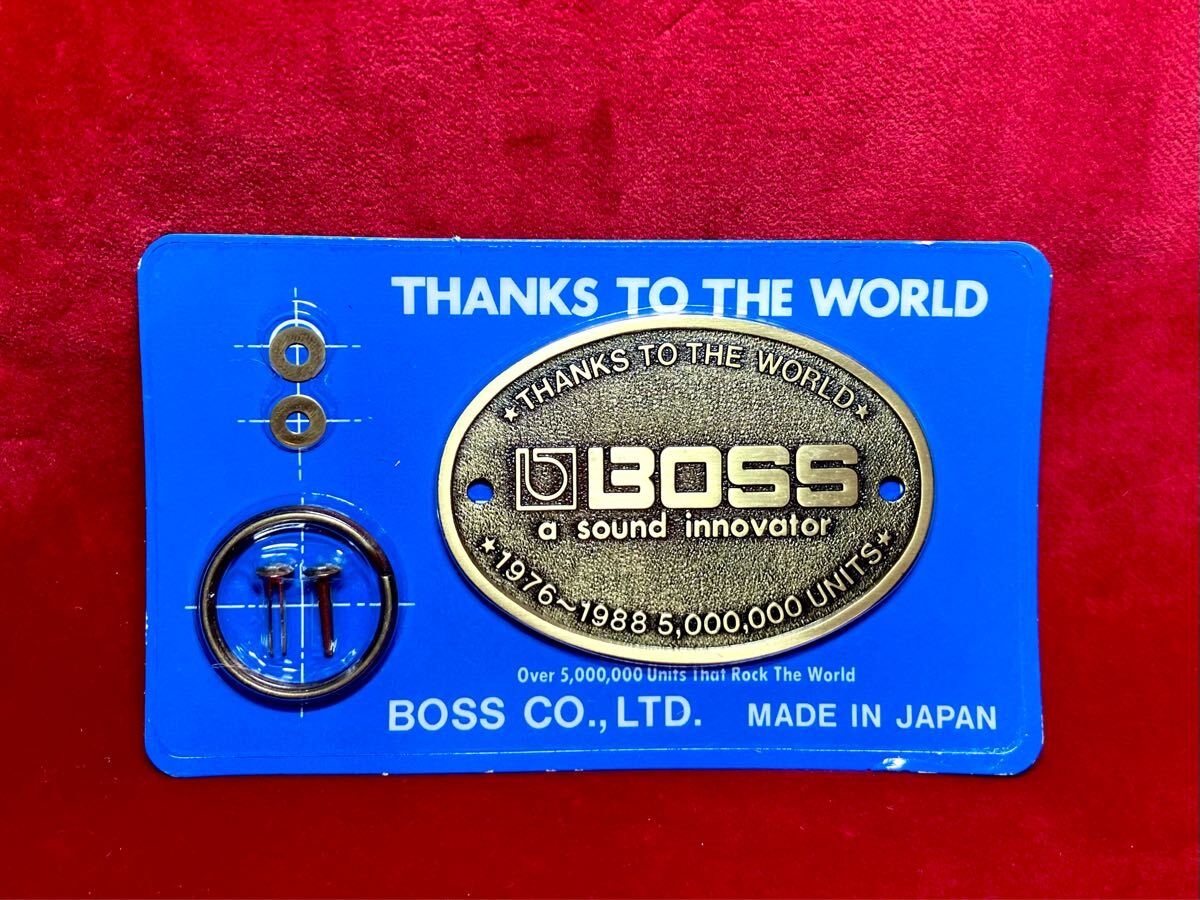 THANKS TO THE WORLD
★THANKS TO THE WORLD★
BOSS
a sound innovator
★1976~1988 5,000,000 UNITS★
Over 5,000,000 Units That Rock The World
BOSS CO.,LTD. MADE IN JAPAN